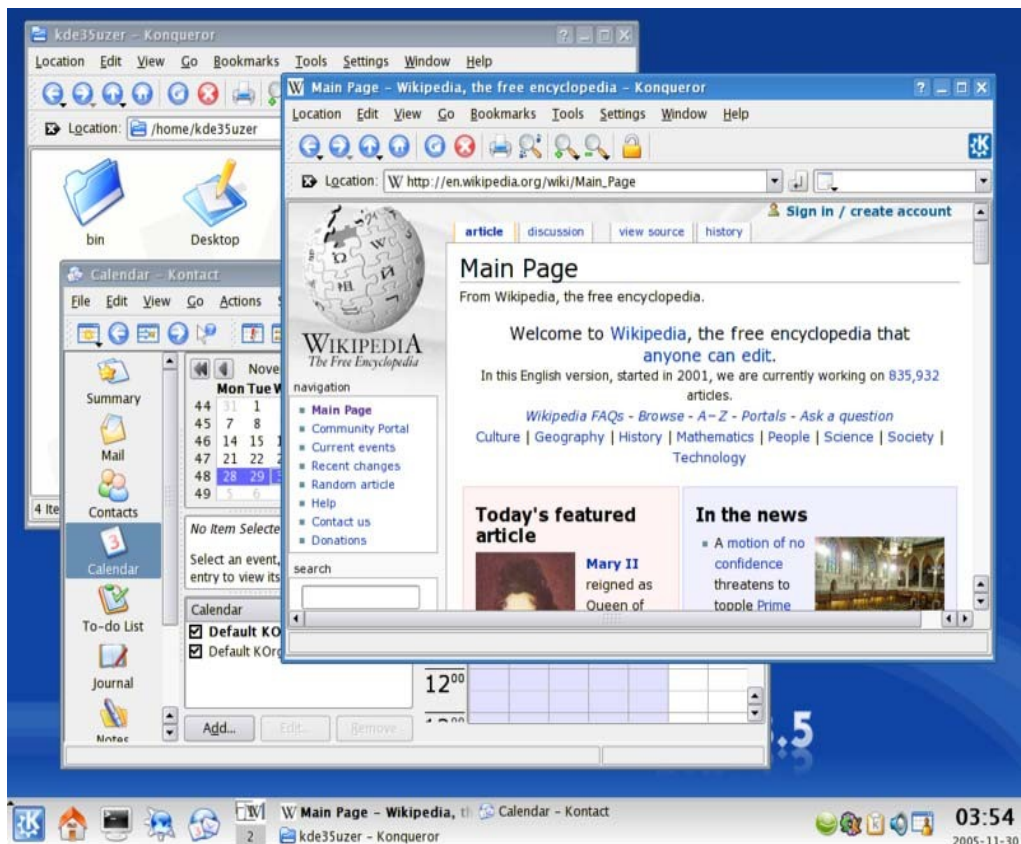 kde35uzer – Konqueror
Location Edit View Go Bookmarks Tools Settings Window Help
Location: /home/kde35uzer
bin
Desktop
4 Ite
Main Page – Wikipedia, the free encyclopedia – Konqueror
Location Edit View Go Bookmarks Tools Settings Window Help
Location: W http://en.wikipedia.org/wiki/Main_Page
Sign in / create account
article discussion view source history
WIKIPEDIA
The Free Encyclopedia
navigation
Main Page
Community Portal
Current events
Recent changes
Random article
Help
Contact us
Donations
search
Main Page
From Wikipedia, the free encyclopedia.
Welcome to Wikipedia, the free encyclopedia that
anyone can edit.
In this English version, started in 2001, we are currently working on 835,932
articles.
Wikipedia FAQs - Browse - A–Z - Portals - Ask a question
Culture | Geography | History | Mathematics | People | Science | Society |
Technology
Today's featured
article
Mary II
reigned as
Queen of
In the news
A motion of no
confidence
threatens to
topple Prime
Calendar – Kontact
File Edit View Go Actions S
Summary
Mail
Contacts
Calendar
To-do List
Journal
Notes
Nove
Mon Tue W
44 31 1
45 7 8
46 14 15 1
47 21 22 2
48 28 29 3
49 5 6
No Item Selecte
Select an event,
entry to view its
Calendar
Default KO
Default KOrg
Add... Edit... Remove
12 00
.5
2
W Main Page – Wikipedia, th
Calendar – Kontact
kde35uzer – Konqueror
03:54
2005-11-30